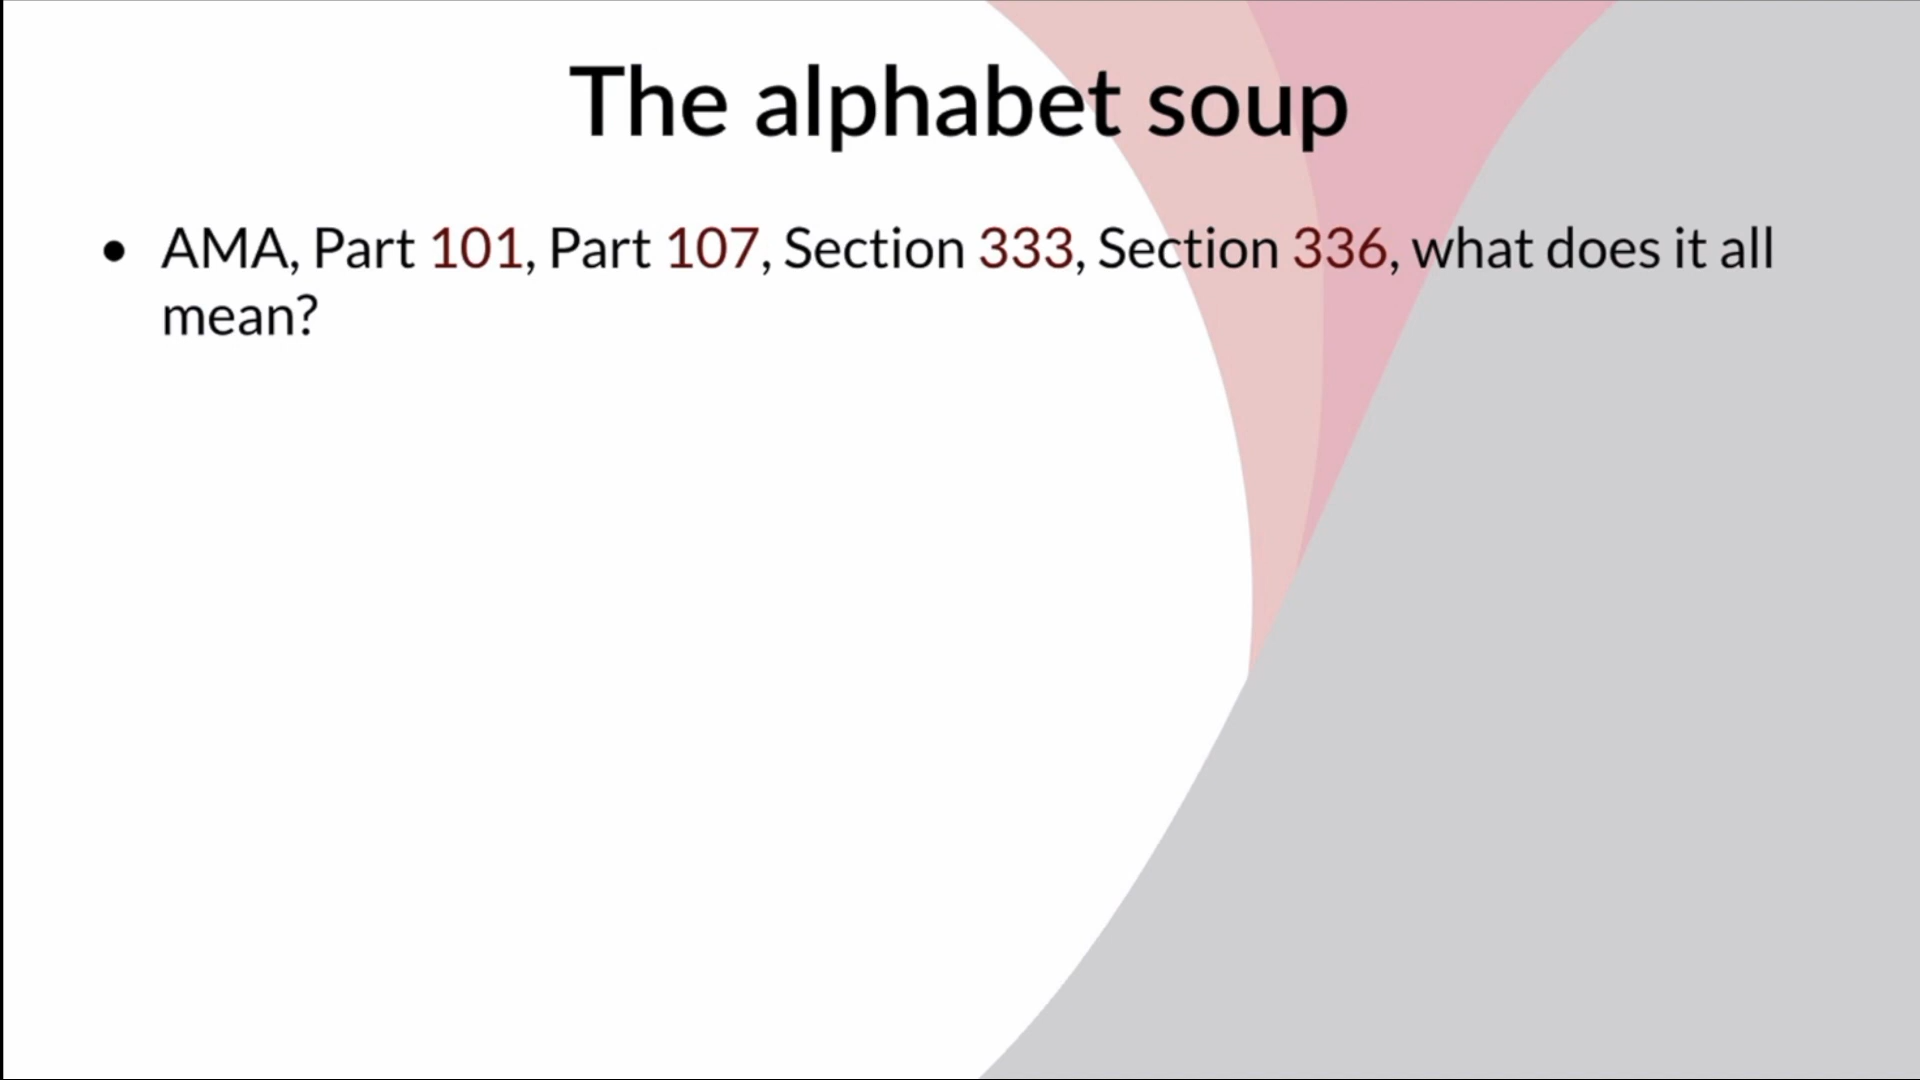 The alphabet soup
• AMA, Part 101, Part 107, Section 333, Section 336, what does it all
mean?